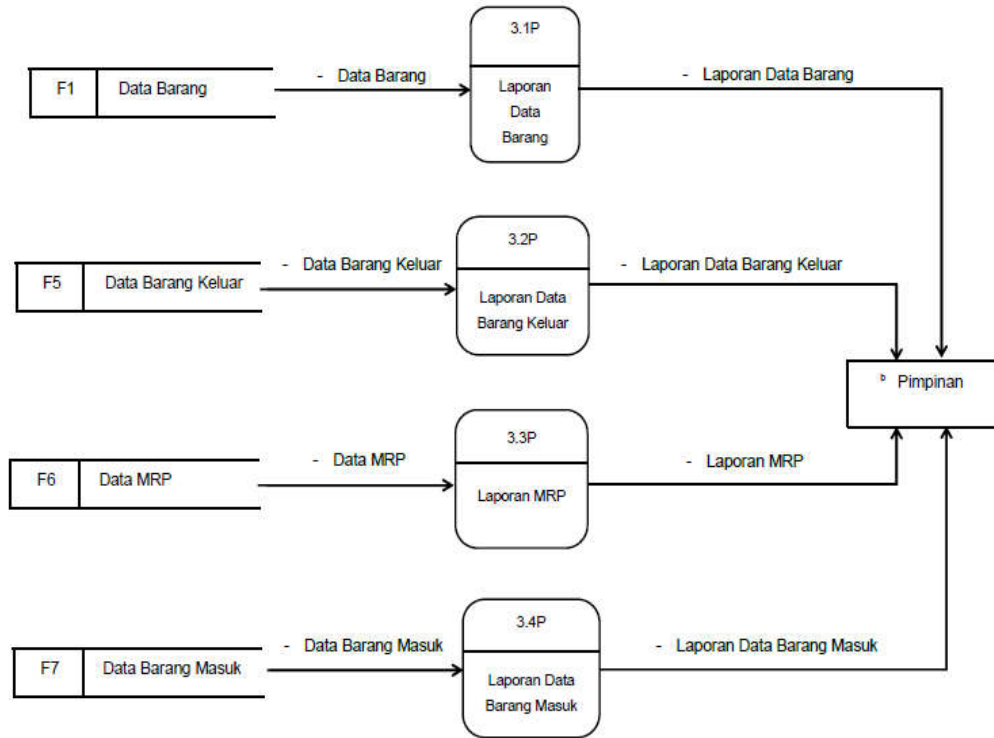 3.1P
F1 Data Barang
- Data Barang
Laporan
Data
Barang
- Laporan Data Barang
3.2P
F5 Data Barang Keluar
- Data Barang Keluar
Laporan Data
Barang Keluar
- Laporan Data Barang Keluar
b Pimpinan
3.3P
F6 Data MRP
- Data MRP
Laporan MRP
- Laporan MRP
3.4P
F7 Data Barang Masuk
- Data Barang Masuk
Laporan Data
Barang Masuk
- Laporan Data Barang Masuk